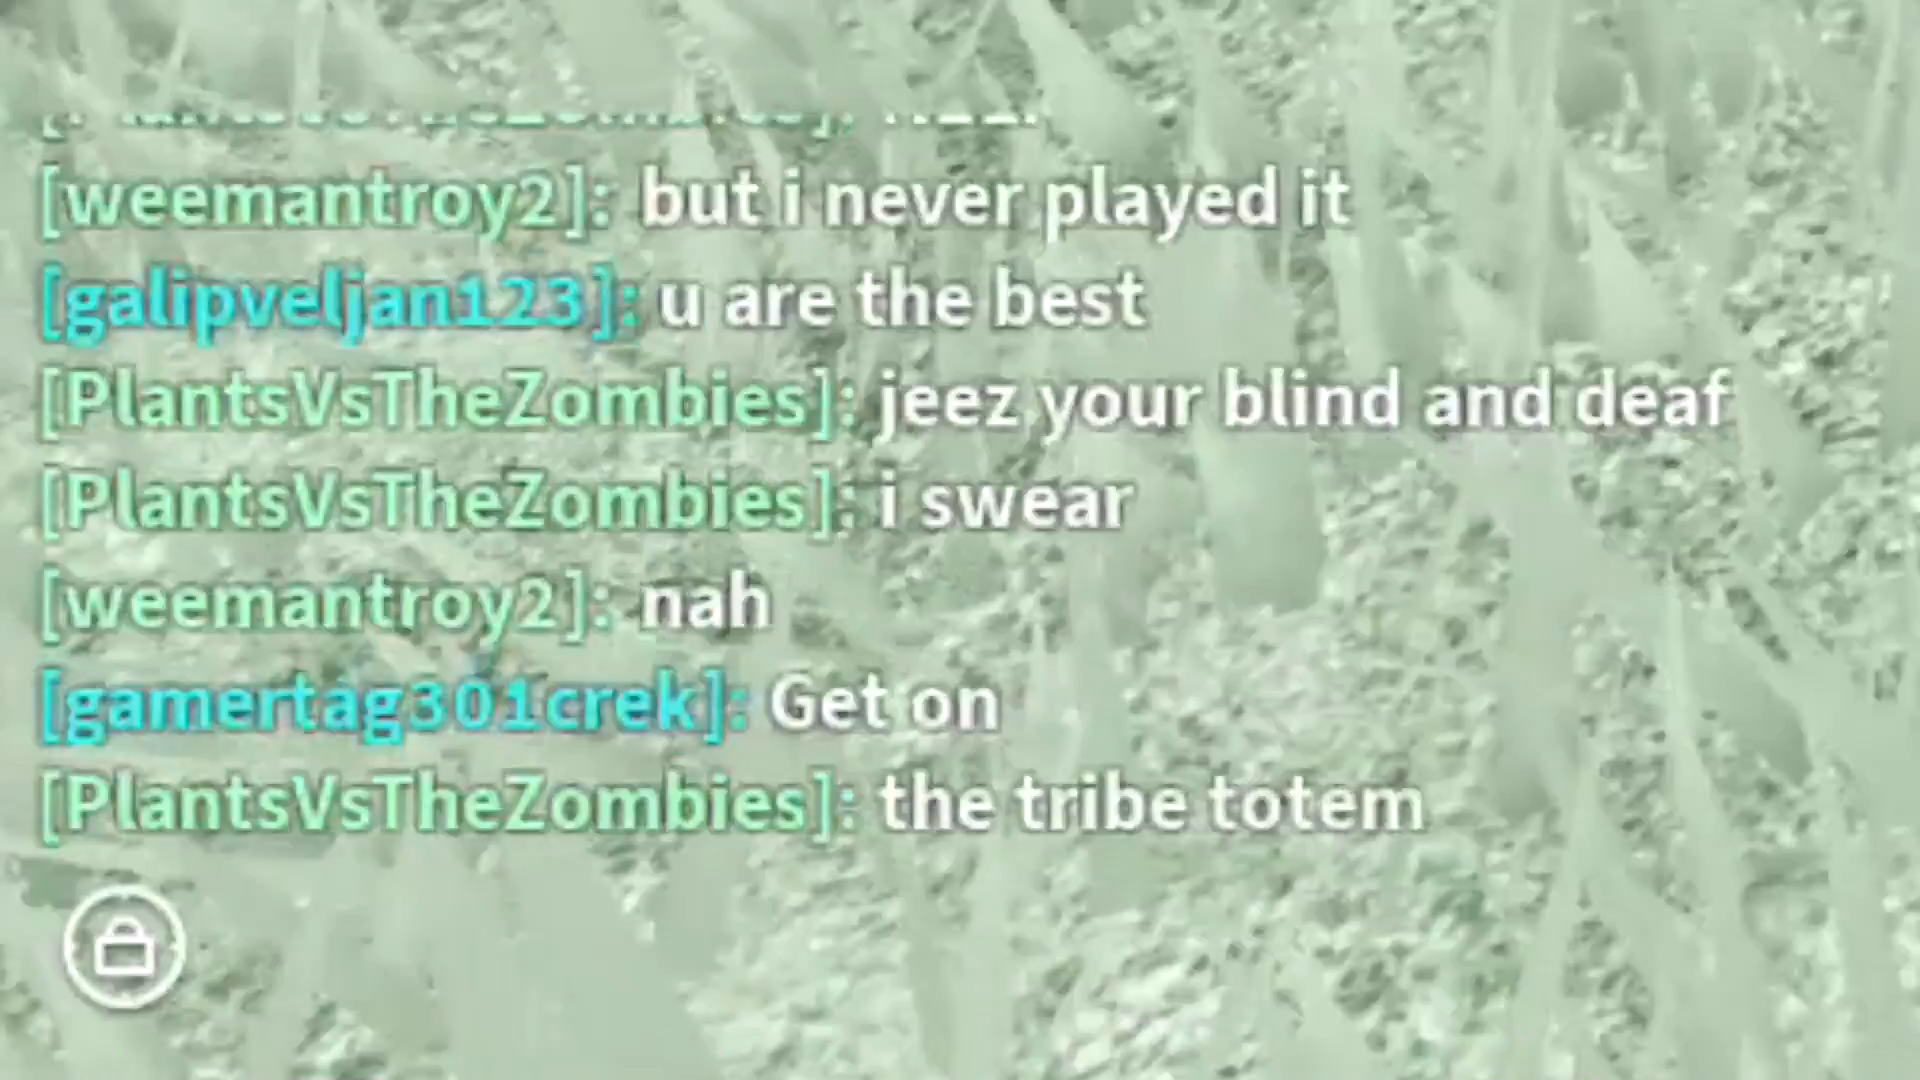 [weemantroy2]: but i never played it
[galipveljan123]: u are the best
[PlantsVsTheZombies]: jeez your blind and deaf
[PlantsVsTheZombies]: i swear
[weemantroy2]: nah
[gamertag301crek]: Get on
[PlantsVsTheZombies]: the tribe totem